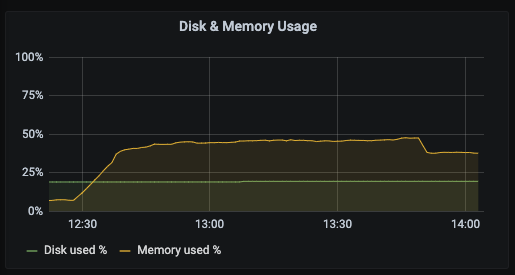 Disk & Memory Usage
100%
75%
50%
25%
0%
12:30 13:00 13:30 14:00
Disk used % Memory used %